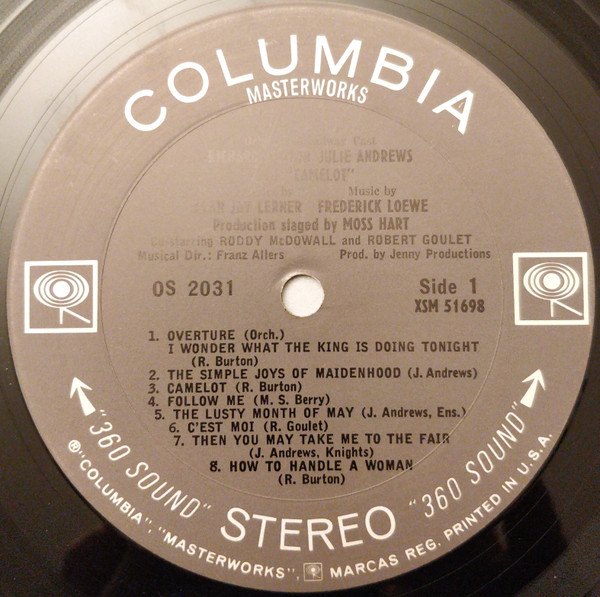 COLUMBIA
MASTERWORKS
Cast
JULIE ANDREWS
CAMELOT"
by Music by
JAY LERNER FREDERICK LOEWE
Production staged by MOSS HART
Co-starring RODDY McDOWALL and ROBERT GOULET
Musical Dir.: Franz Allers Prod. by Jenny Productions
OS 2031 Side 1
XSM 51698
1. OVERTURE (Orch.)
I WONDER WHAT THE KING IS DOING TONIGHT
(R. Burton)
2. THE SIMPLE JOYS OF MAIDENHOOD (J. Andrews)
3. CAMELOT (R. Burton)
4. FOLLOW ME (M. S. Berry)
5. THE LUSTY MONTH OF MAY (J. Andrews, Ens.)
6. C'EST MOI (R. Goulet)
7. THEN YOU MAY TAKE ME TO THE FAIR
(J. Andrews, Knights)
8. HOW TO HANDLE A WOMAN
(R. Burton)
"360 SOUND" STEREO "360 SOUND"
®"COLUMBIA", "MASTERWORKS", MARCAS REG. PRINTED IN U.S.A.